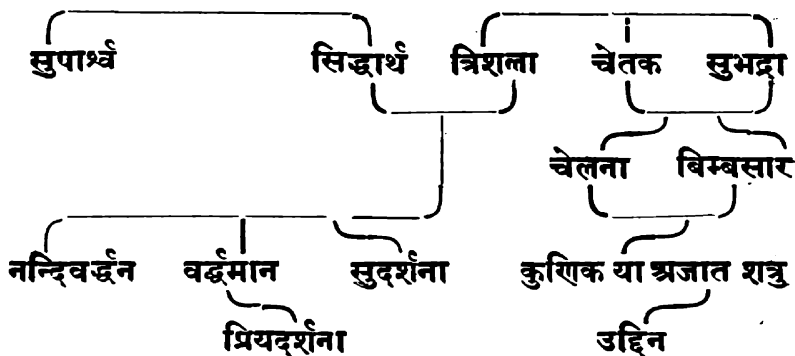 सुपार्श्व सिद्धार्थ त्रिशला चेतक सुभद्रा
चेलना बिम्बसार
नन्दिवर्द्धन वर्द्धमान सुदर्शना कुणिक या अजात शत्रु
प्रियदर्शना उद्दिन